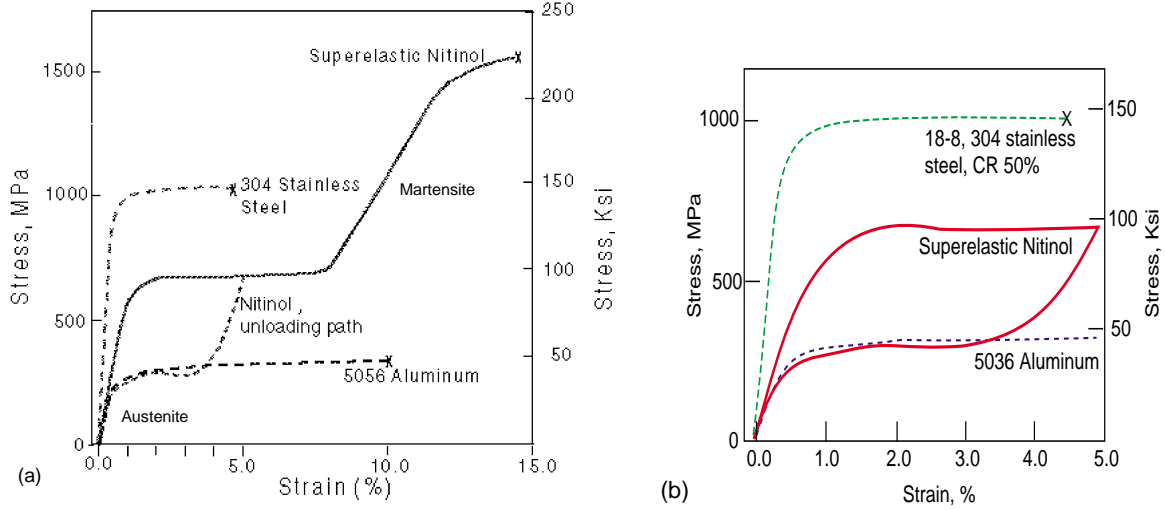 250
Superelastic Nitinol
1500
200
304 Stainless
Steel
1000
Martensite
150
Stress, MPa
Stress, Ksi
100
Nitinol ,
unloading path
500
50
5056 Aluminum
Austenite
0
0.0
5.0
10.0
15.0
Strain (%)
(a)
1000
150
18-8, 304 stainless
steel, CR 50%
Stress, MPa
Stress, Ksi
100
Superelastic Nitinol
500
50
5036 Aluminum
0
0.0
1.0
2.0
3.0
4.0
5.0
Strain, %
(b)